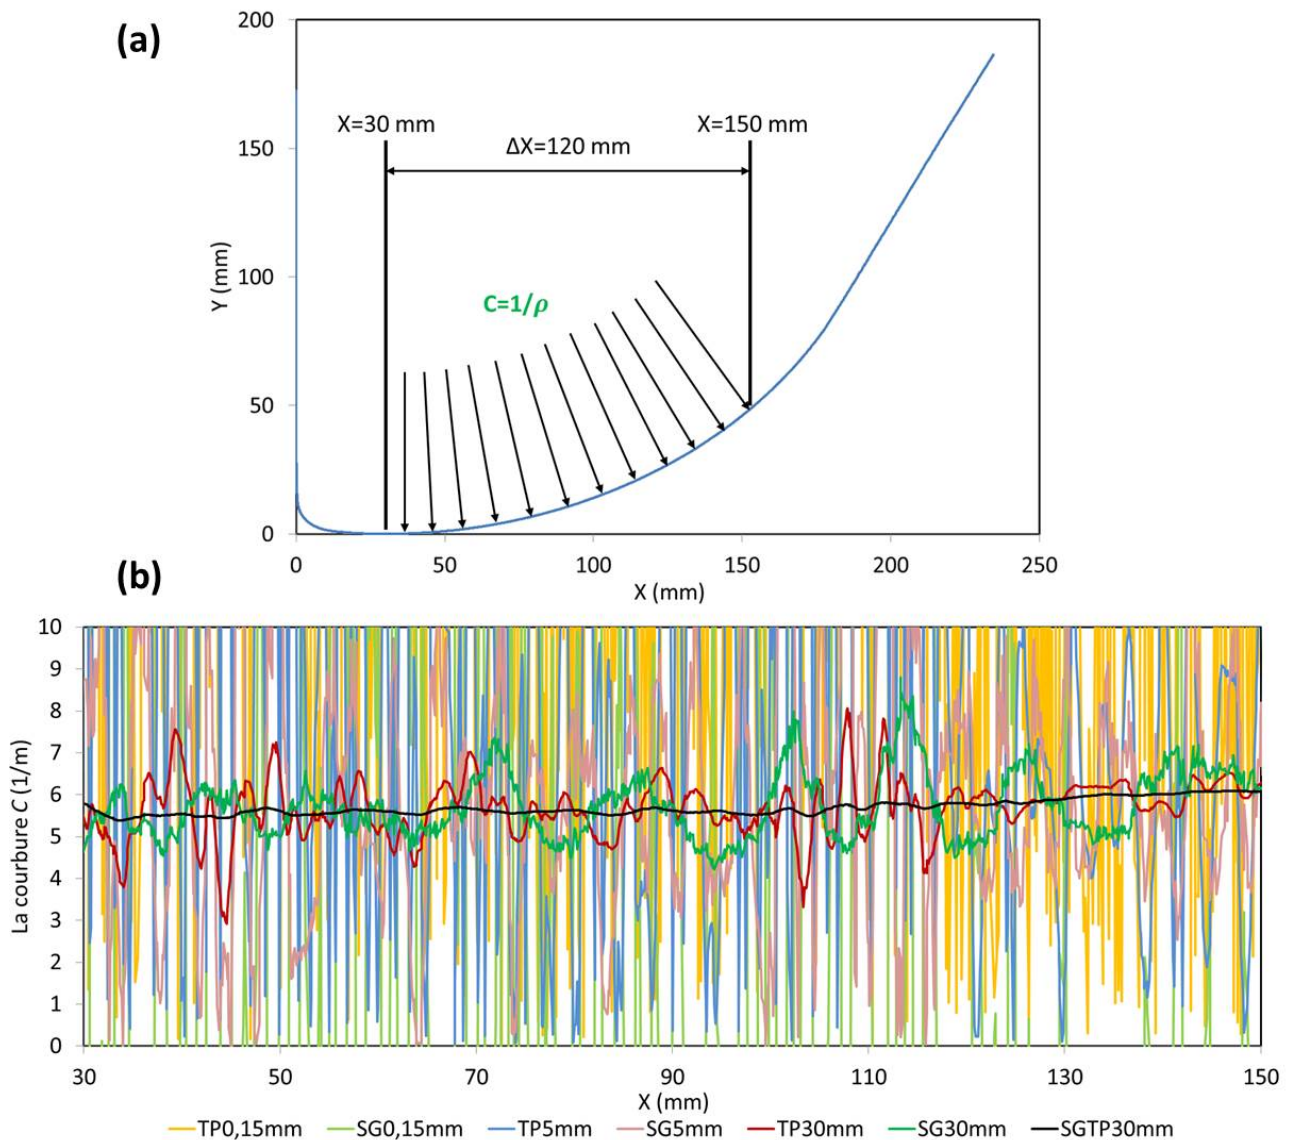 (a)
200
150
100
50
0
Y (mm)
X=30 mm
X=150 mm
ΔX=120 mm
C=1/ρ
0 50 100 150 200 250
X (mm)
(b)
10
9
8
7
6
5
4
3
2
1
0
La courbure C (1/m)
30 50 70 90 110 130 150
X (mm)
TP0,15mm SG0,15mm TP5mm SG5mm TP30mm SG30mm SGTP30mm